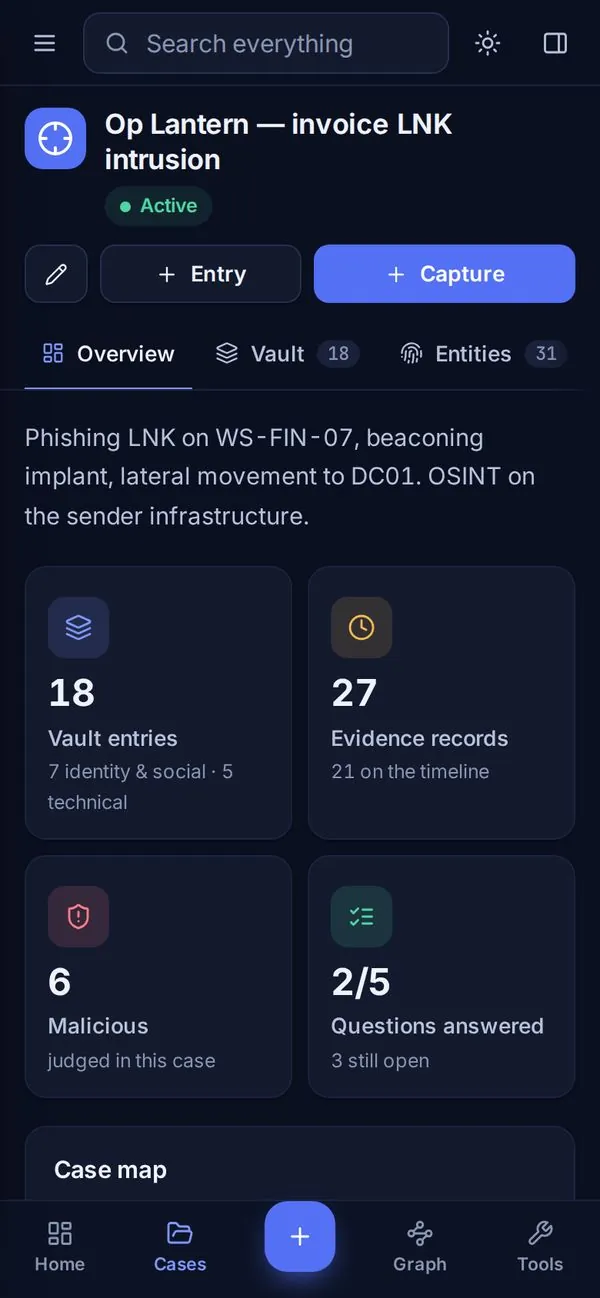 Search everything
Op Lantern — invoice LNK
intrusion
Active
Entry
Capture
Overview
Vault 18
Entities 31
Phishing LNK on WS-FIN-07, beaconing
implant, lateral movement to DC01. OSINT on
the sender infrastructure.
18
Vault entries
7 identity & social · 5
technical
27
Evidence records
21 on the timeline
6
Malicious
judged in this case
2/5
Questions answered
3 still open
Case map
Home
Cases
Graph
Tools